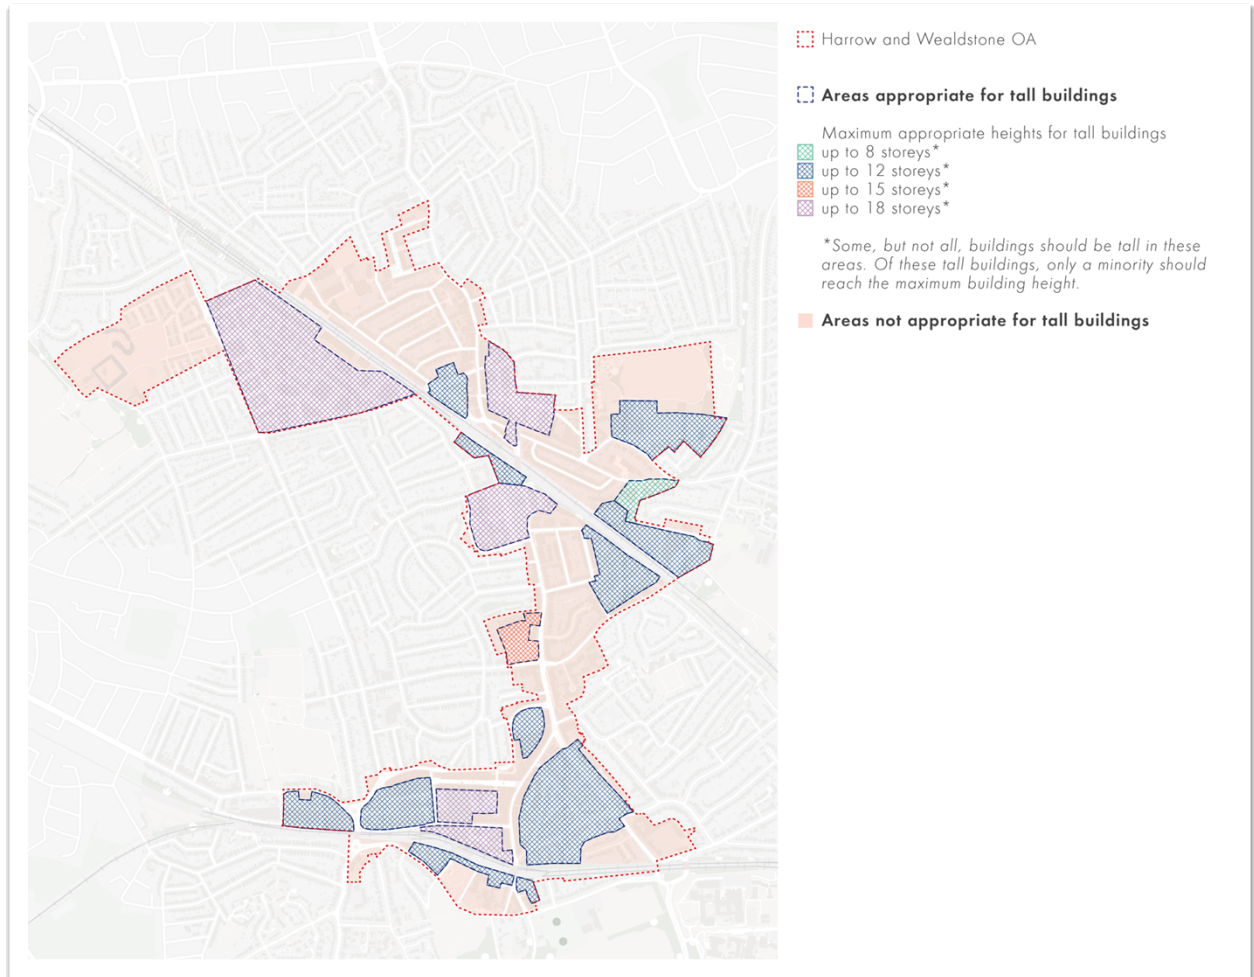 Harrow and Wealdstone OA
Areas appropriate for tall buildings
Maximum appropriate heights for tall buildings
up to 8 storeys*
up to 12 storeys*
up to 15 storeys*
up to 18 storeys*
*Some, but not all, buildings should be tall in these
areas. Of these tall buildings, only a minority should
reach the maximum building height.
Areas not appropriate for tall buildings